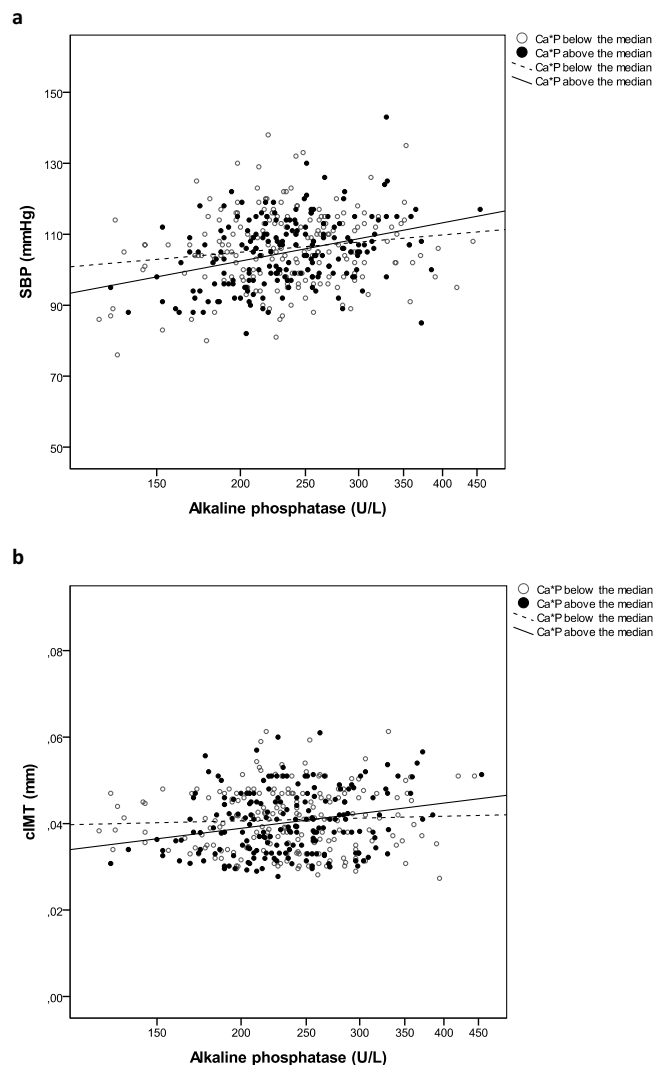 a
Ca*P below the median
Ca*P above the median
Ca*P below the median
Ca*P above the median
150
130
110
90
70
50
SBP (mmHg)
150 200 250 300 350 400 450
Alkaline phosphatase (U/L)
b
Ca*P below the median
Ca*P above the median
Ca*P below the median
Ca*P above the median
,08
,06
,04
,02
,00
cIMT (mm)
150 200 250 300 350 400 450
Alkaline phosphatase (U/L)